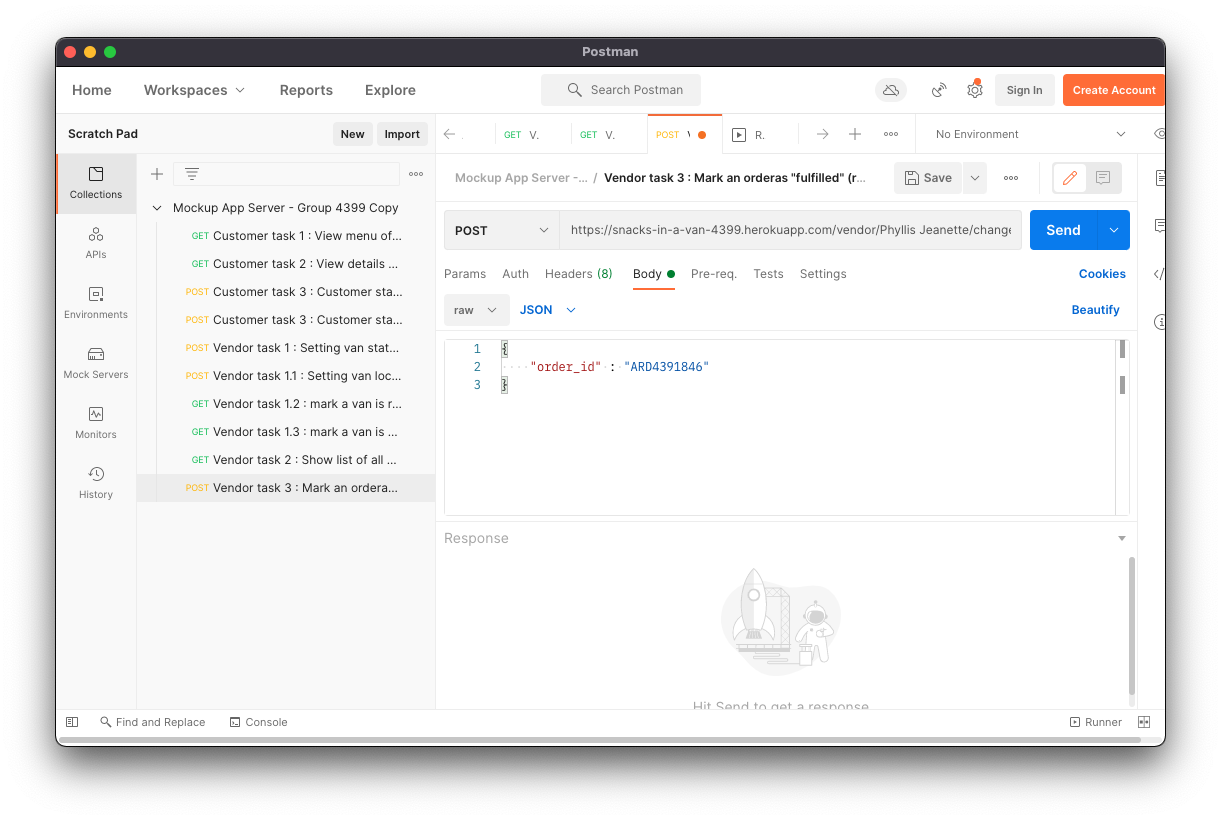 Postman
Home Workspaces Reports Explore Search Postman Sign In Create Account
Scratch Pad New Import GET V. GET V. POST R. No Environment
Collections
APIs
Environments
Mock Servers
Monitors
History
Mockup App Server - Group 4399 Copy
GET Customer task 1 : View menu of...
GET Customer task 2 : View details ...
POST Customer task 3 : Customer sta...
POST Customer task 3 : Customer sta...
POST Vendor task 1 : Setting van stat...
POST Vendor task 1.1 : Setting van loc...
GET Vendor task 1.2 : mark a van is r...
GET Vendor task 1.3 : mark a van is ...
GET Vendor task 2 : Show list of all ...
POST Vendor task 3 : Mark an ordera...
Mockup App Server -... / Vendor task 3 : Mark an orderas "fulfilled" (r... Save
POST https://snacks-in-a-van-4399.herokuapp.com/vendor/Phyllis Jeanette/change Send
Params Auth Headers (8) Body Pre-req. Tests Settings Cookies
raw JSON Beautify
1 {
2 "order_id" : "ARD4391846"
3 }
Response
Hit Send to get a response
Find and Replace Console Runner